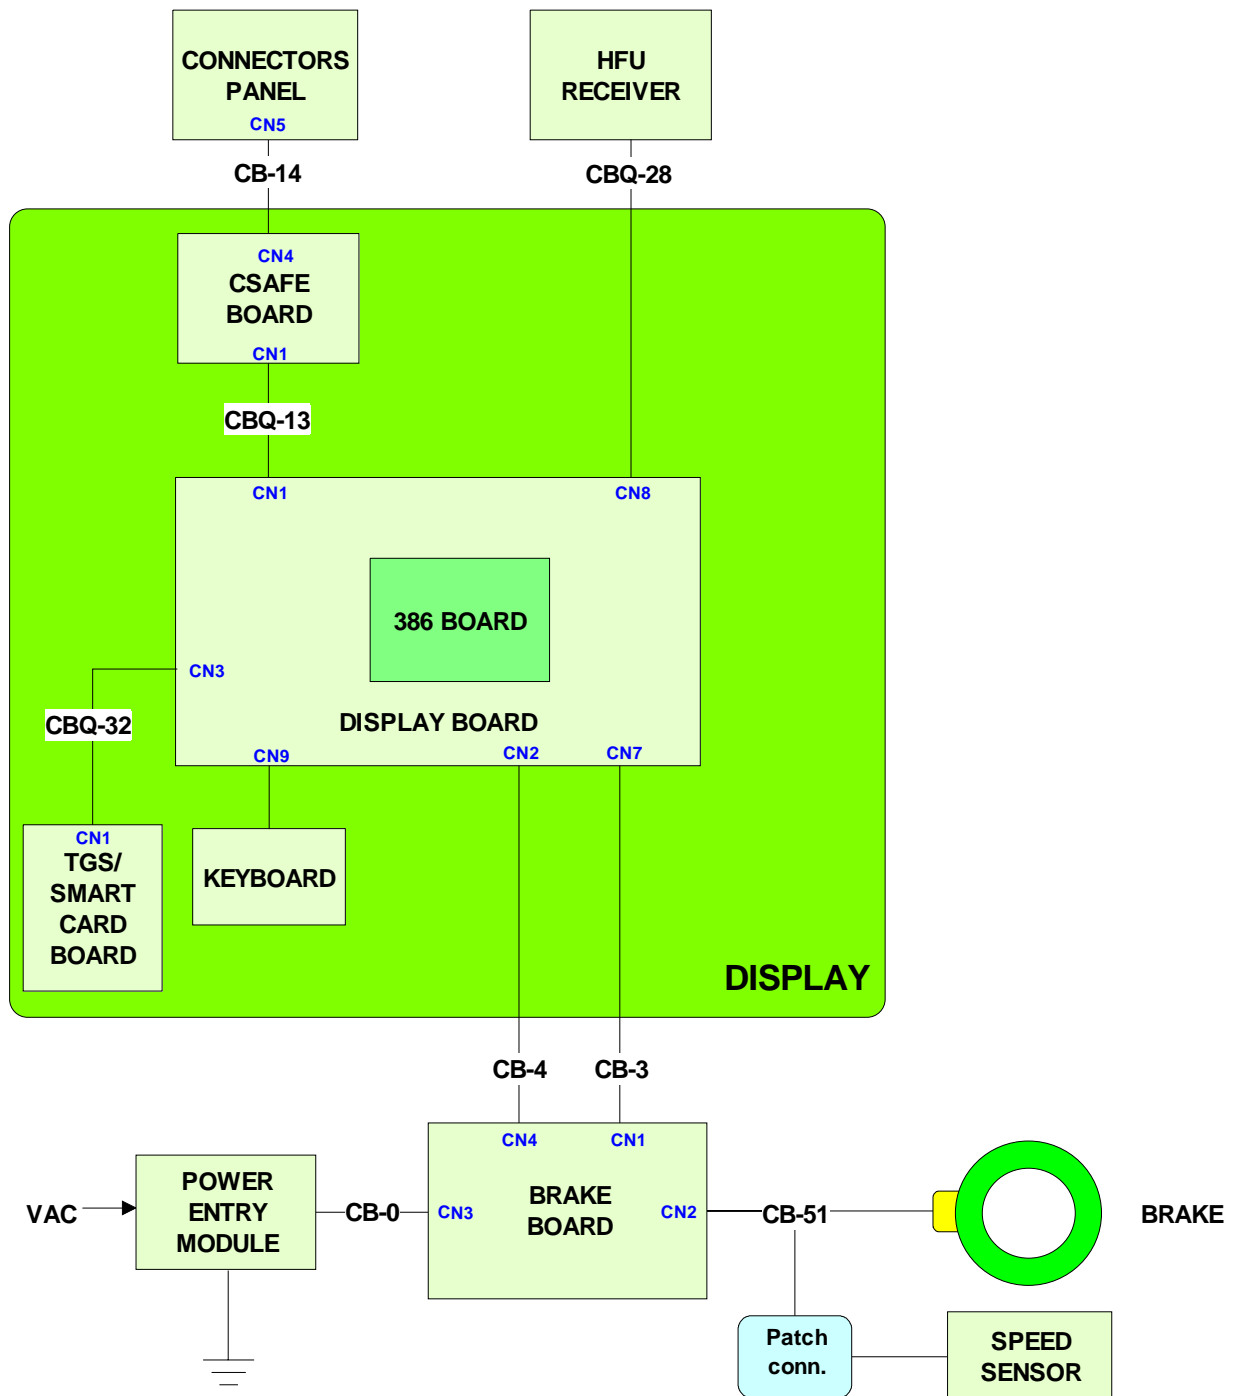 CONNECTORS
PANEL
CN5
HFU
RECEIVER
CB-14
CBQ-28
CN4
CSAFE
BOARD
CN1
CBQ-13
CN1
CN8
386 BOARD
CN3
DISPLAY BOARD
CBQ-32
CN9
CN2
CN7
CN1
TGS/
SMART
CARD
BOARD
KEYBOARD
DISPLAY
CB-4
CB-3
CN4
CN1
POWER
ENTRY
MODULE
VAC
CB-0
CN3
BRAKE
BOARD
CN2
CB-51
BRAKE
Patch
conn.
SPEED
SENSOR